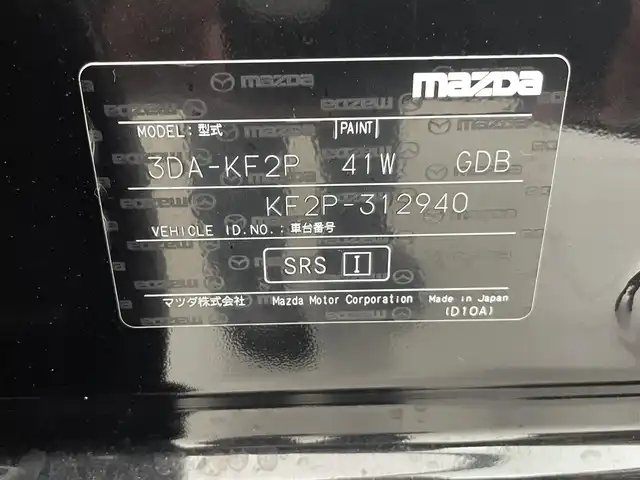 mazda
MODEL:型式 PAINT
3DA-KF2P 41W GDB
KF2P-312940
VEHICLE ID.NO.:車台番号
SRS I
マツダ株式会社 Mazda Motor Corporation Made in Japan
(D10A)